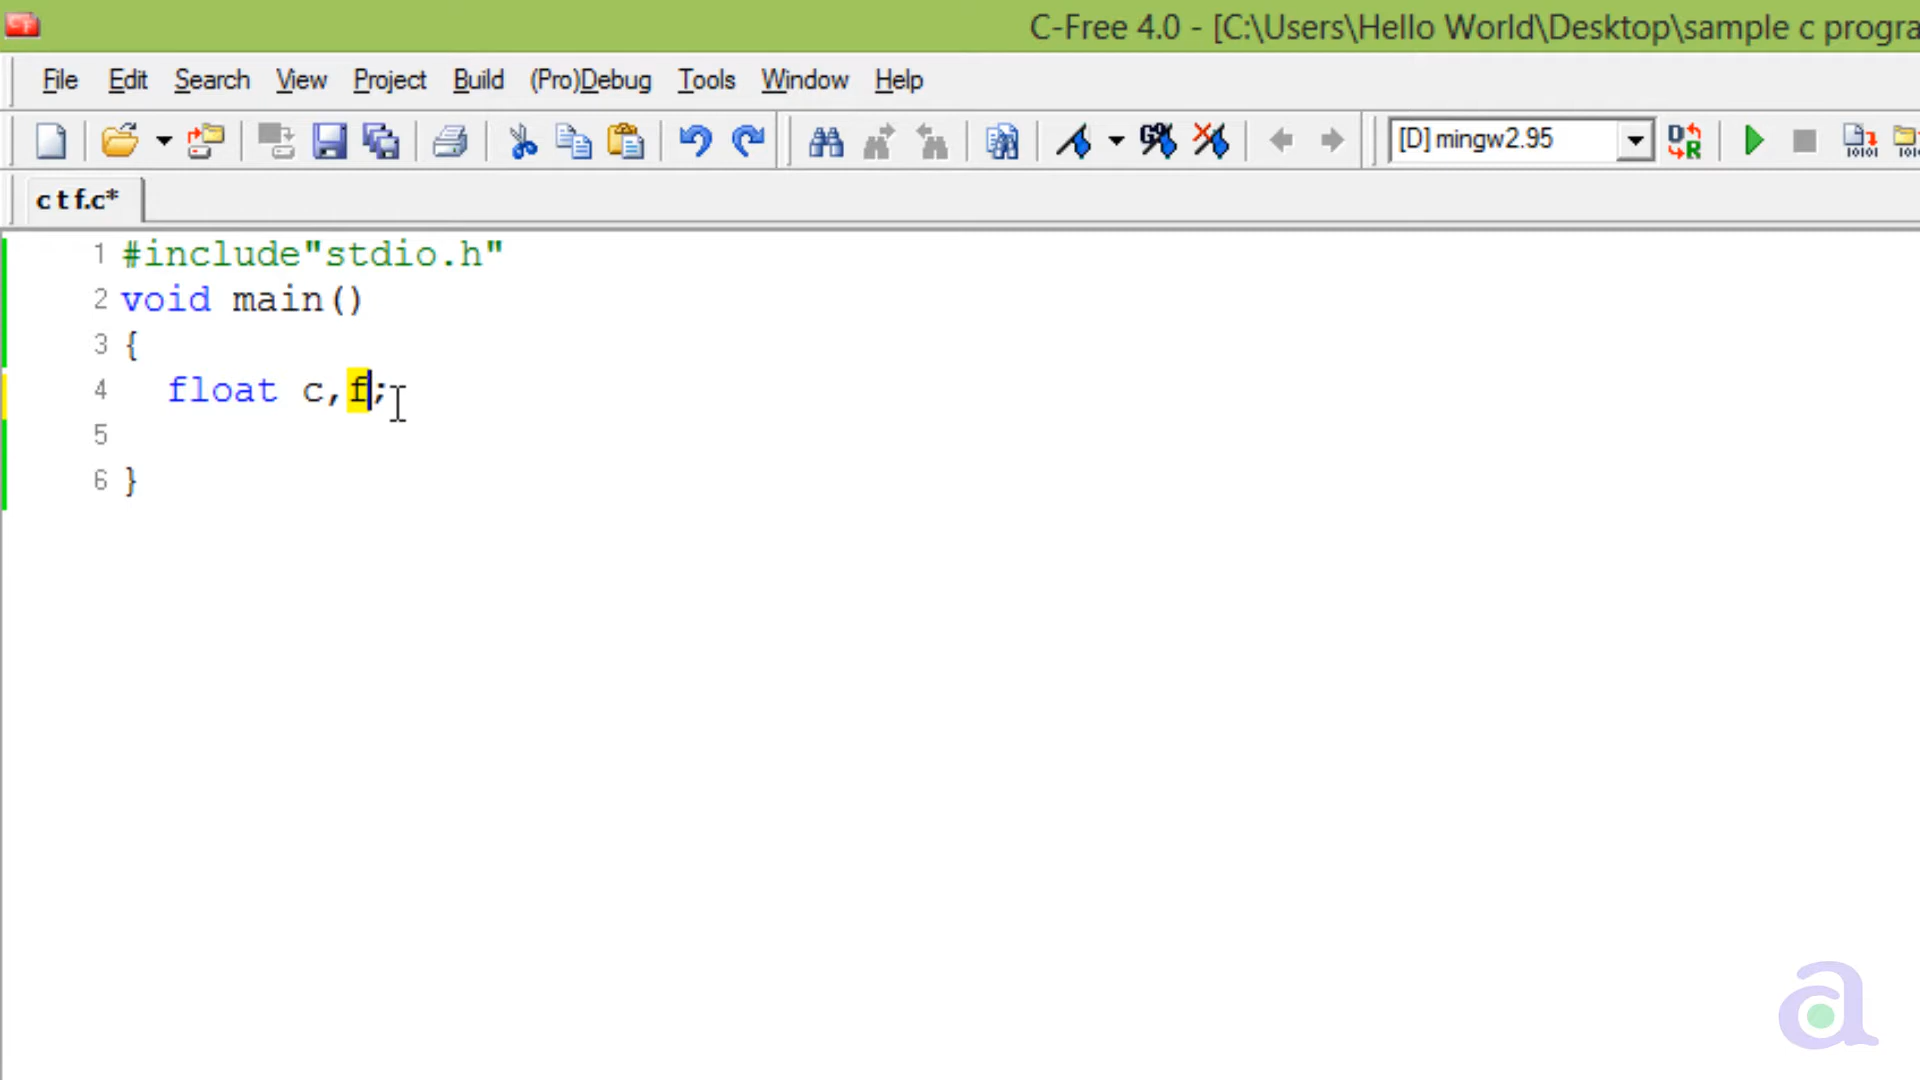 C-Free 4.0 - [C:\Users\Hello World\Desktop\sample c progra
File Edit Search View Project Build (Pro)Debug Tools Window Help
[D] mingw2.95
c t f.c*
1 #include"stdio.h"
2 void main()
3 {
4 float c,f;
5
6 }
a